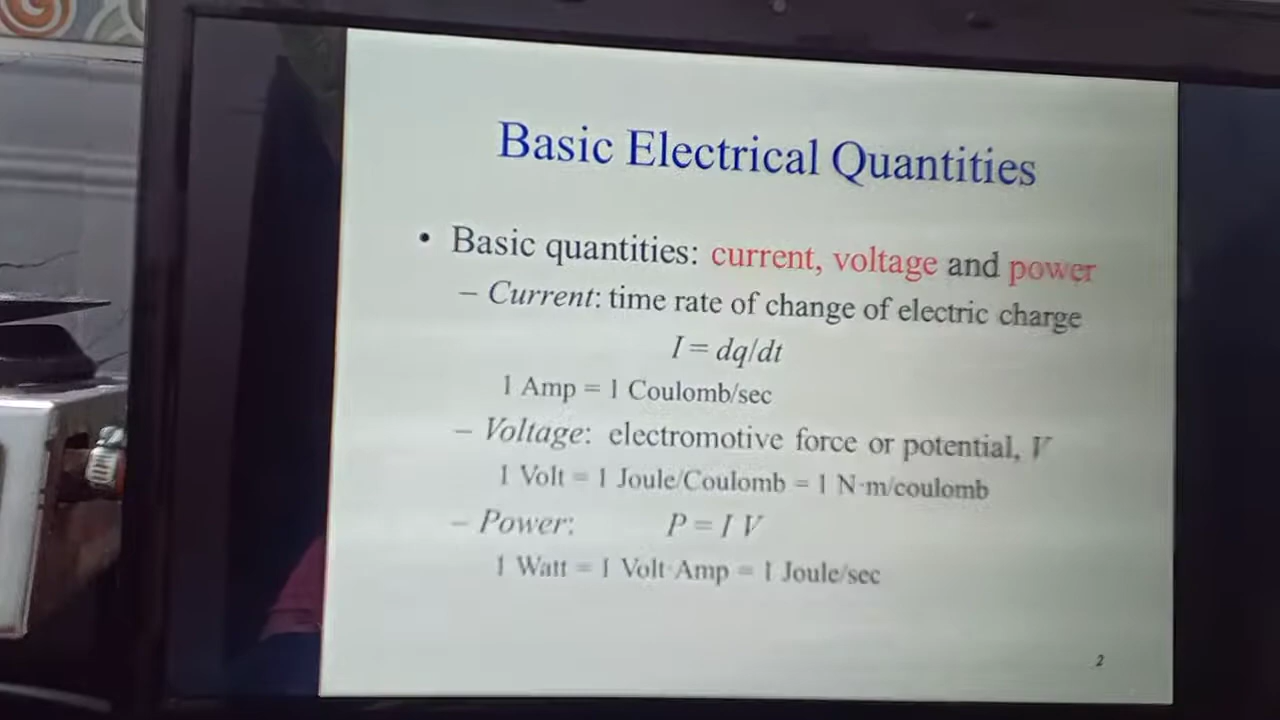 Basic Electrical Quantities
• Basic quantities: current, voltage and power
– Current: time rate of change of electric charge
I = dq/dt
1 Amp = 1 Coulomb/sec
– Voltage: electromotive force or potential, V
1 Volt = 1 Joule/Coulomb = 1 N·m/coulomb
– Power: P = I V
1 Watt = 1 Volt·Amp = 1 Joule/sec
2